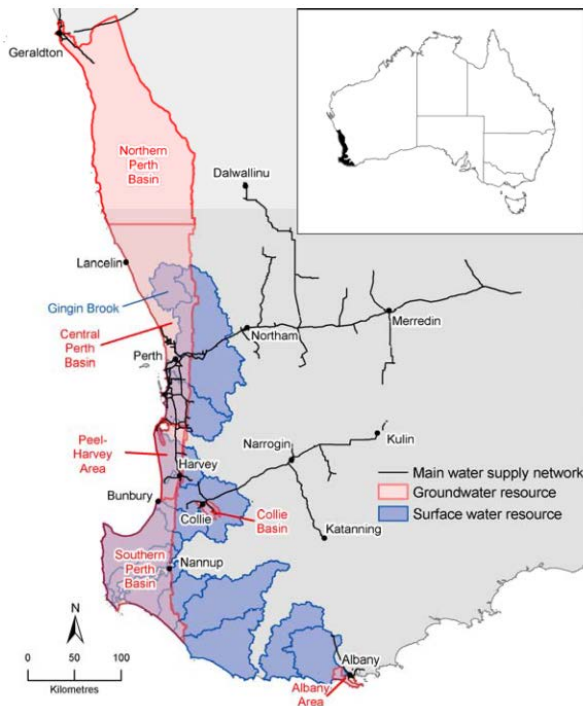 Geraldton
Northern
Perth
Basin
Dalwallinu
Lancelin
Gingin Brook
Central
Perth
Basin
Perth
Northam
Merredin
Peel-
Harvey
Area
Harvey
Narrogin
Kulin
Bunbury
Collie
Collie
Basin
Katanning
Main water supply network
Groundwater resource
Surface water resource
Southern
Perth
Basin
Nannup
N
0 50 100
Kilometres
Albany
Albany
Area